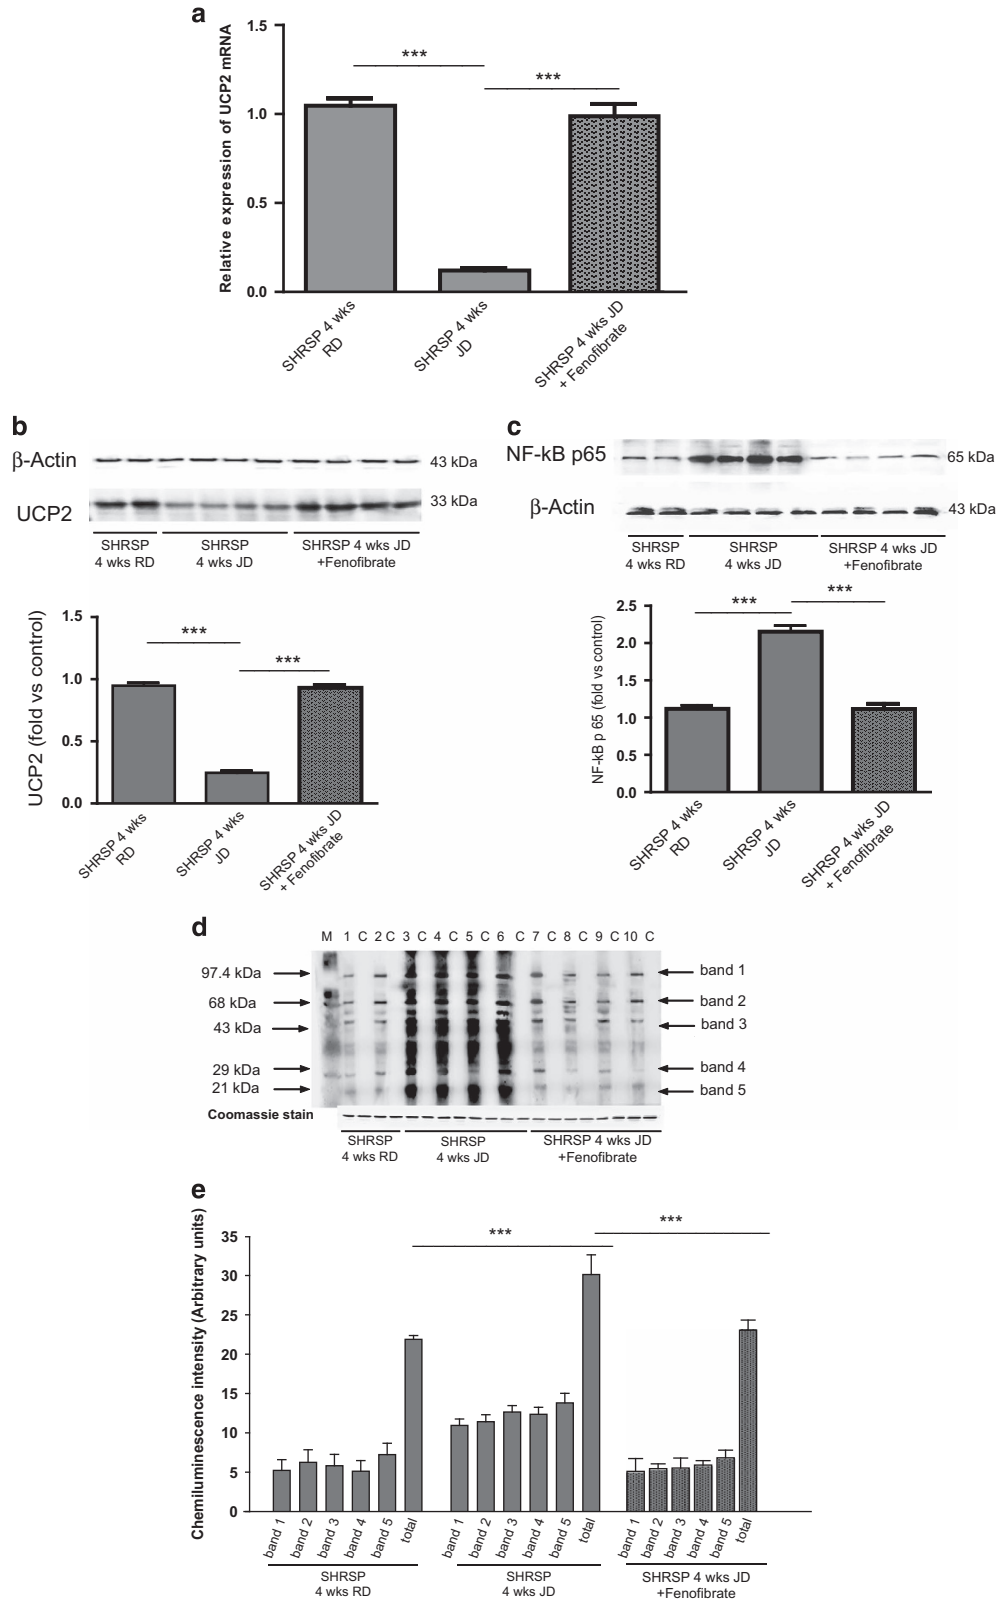 a
Relative expression of UCP2 mRNA
1.5
1.0
0.5
0.0
***
***
SHRSP 4 wks
RD
SHRSP 4 wks
JD
SHRSP 4 wks JD
+ Fenofibrate
b
β-Actin
43 kDa
UCP2
33 kDa
SHRSP
4 wks RD
SHRSP
4 wks JD
SHRSP 4 wks JD
+Fenofibrate
UCP2 (fold vs control)
1.5
1.0
0.5
0.0
***
***
SHRSP 4 wks
RD
SHRSP 4 wks
JD
SHRSP 4 wks JD
+ Fenofibrate
c
NF-kB p65
65 kDa
β-Actin
43 kDa
SHRSP
4 wks RD
SHRSP
4 wks JD
SHRSP 4 wks JD
+Fenofibrate
NF-kB p 65 (fold vs control)
2.5
2.0
1.5
1.0
0.5
0.0
***
***
SHRSP 4 wks
RD
SHRSP 4 wks
JD
SHRSP 4 wks JD
+ Fenofibrate
d
M 1 C 2 C 3 C 4 C 5 C 6 C 7 C 8 C 9 C 10 C
97.4 kDa
68 kDa
43 kDa
29 kDa
21 kDa
band 1
band 2
band 3
band 4
band 5
Coomassie stain
SHRSP
4 wks RD
SHRSP
4 wks JD
SHRSP 4 wks JD
+Fenofibrate
e
Chemiluminescence intensity (Arbitrary units)
35
30
25
20
15
10
5
0
***
***
band 1
band 2
band 3
band 4
band 5
total
band 1
band 2
band 3
band 4
band 5
total
band 1
band 2
band 3
band 4
band 5
total
SHRSP
4 wks RD
SHRSP
4 wks JD
SHRSP 4 wks JD
+Fenofibrate